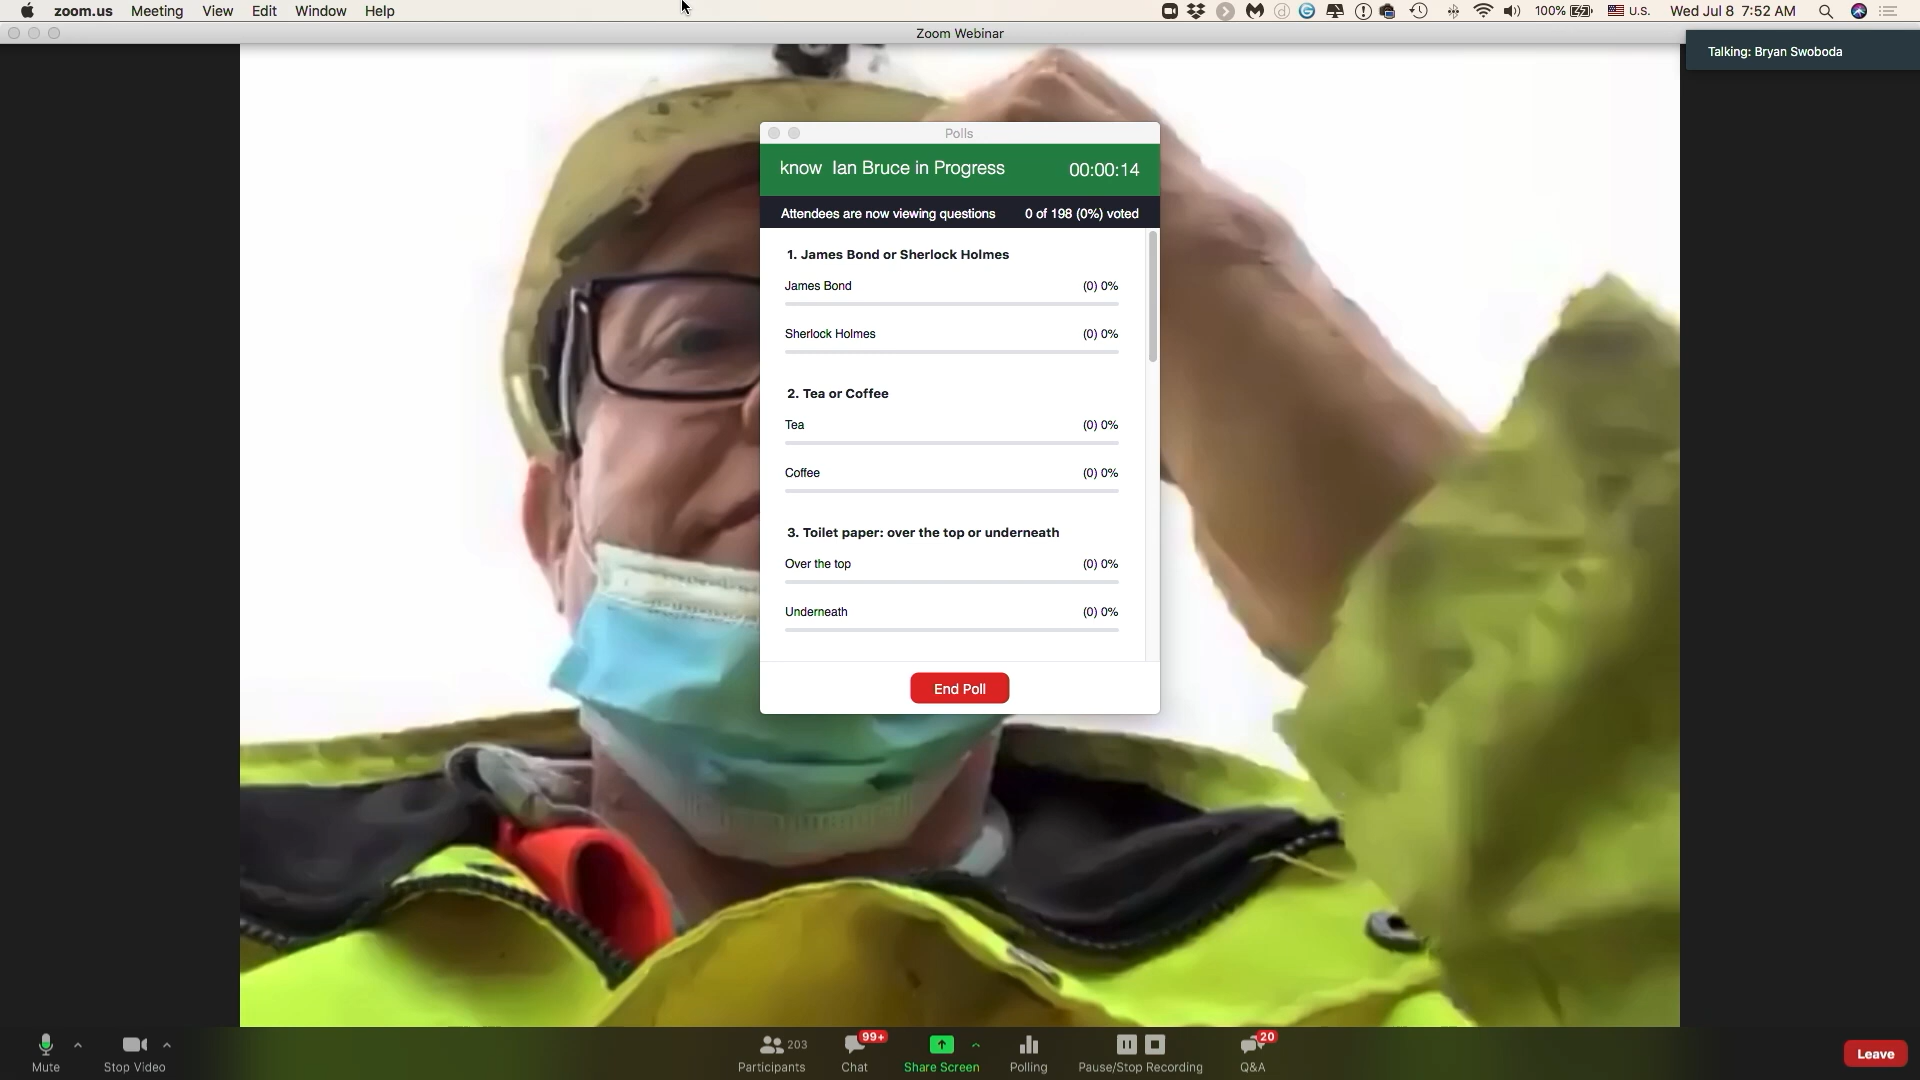 zoom.us Meeting View Edit Window Help 100% U.S. Wed Jul 8 7:52 AM
Zoom Webinar
Talking: Bryan Swoboda
Polls
know Ian Bruce in Progress 00:00:14
Attendees are now viewing questions 0 of 198 (0%) voted
1. James Bond or Sherlock Holmes
James Bond (0) 0%
Sherlock Holmes (0) 0%
2. Tea or Coffee
Tea (0) 0%
Coffee (0) 0%
3. Toilet paper: over the top or underneath
Over the top (0) 0%
Underneath (0) 0%
End Poll
203 99+ 20
Mute Stop Video Participants Chat Share Screen Polling Pause/Stop Recording Q&A Leave